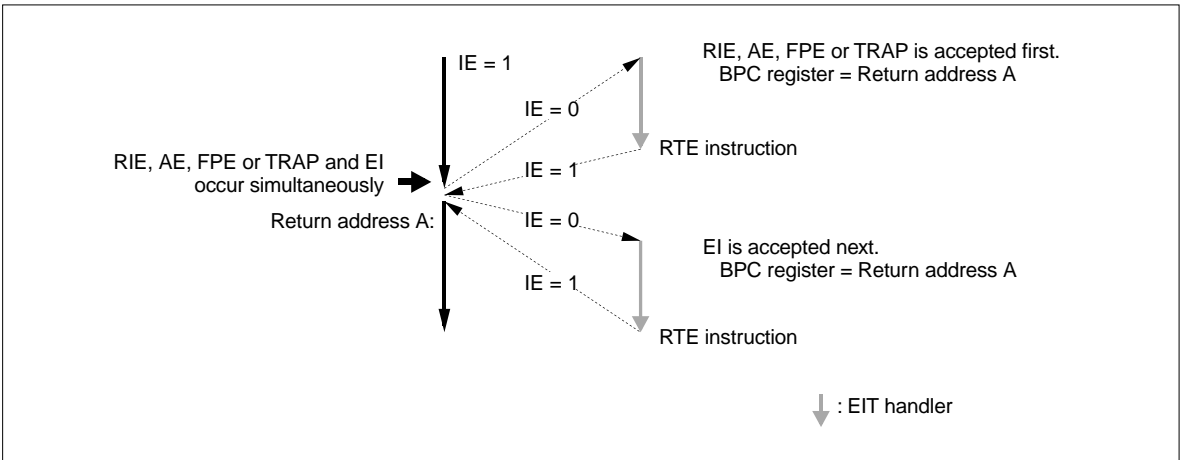 IE = 1
RIE, AE, FPE or TRAP is accepted first.
BPC register = Return address A
IE = 0
RTE instruction
RIE, AE, FPE or TRAP and EI
occur simultaneously
IE = 1
Return address A:
IE = 0
EI is accepted next.
BPC register = Return address A
IE = 1
RTE instruction
: EIT handler